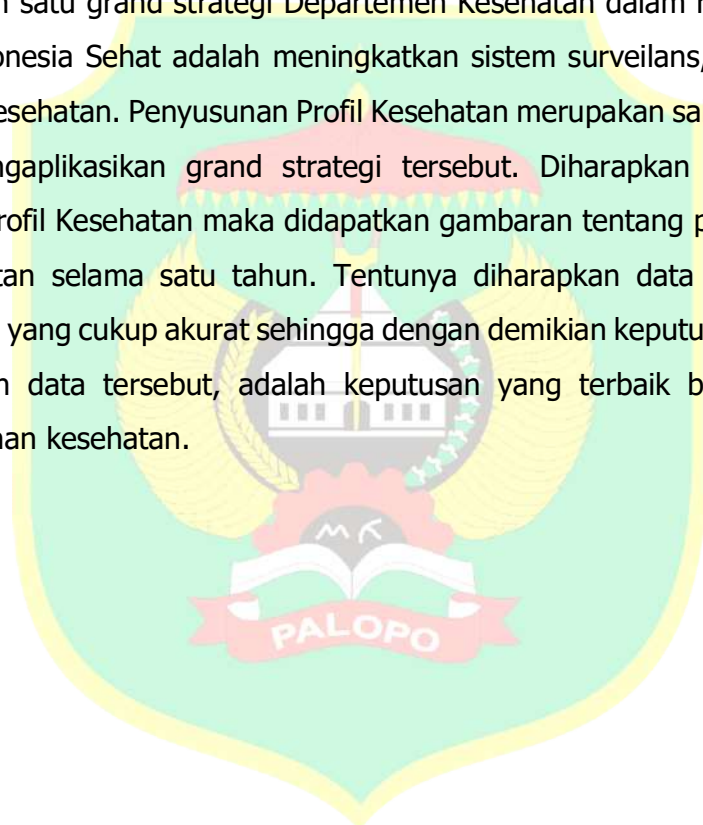 satu grand strategi Departemen Kesehatan dalam
onesia Sehat adalah meningkatkan sistem surveilans,
esehatan. Penyusunan Profil Kesehatan merupakan sa
ngaplikasikan grand strategi tersebut. Diharapkan
rofil Kesehatan maka didapatkan gambaran tentang p
tan selama satu tahun. Tentunya diharapkan data
yang cukup akurat sehingga dengan demikian keputu
n data tersebut, adalah keputusan yang terbaik b
nan kesehatan.
PALOPO